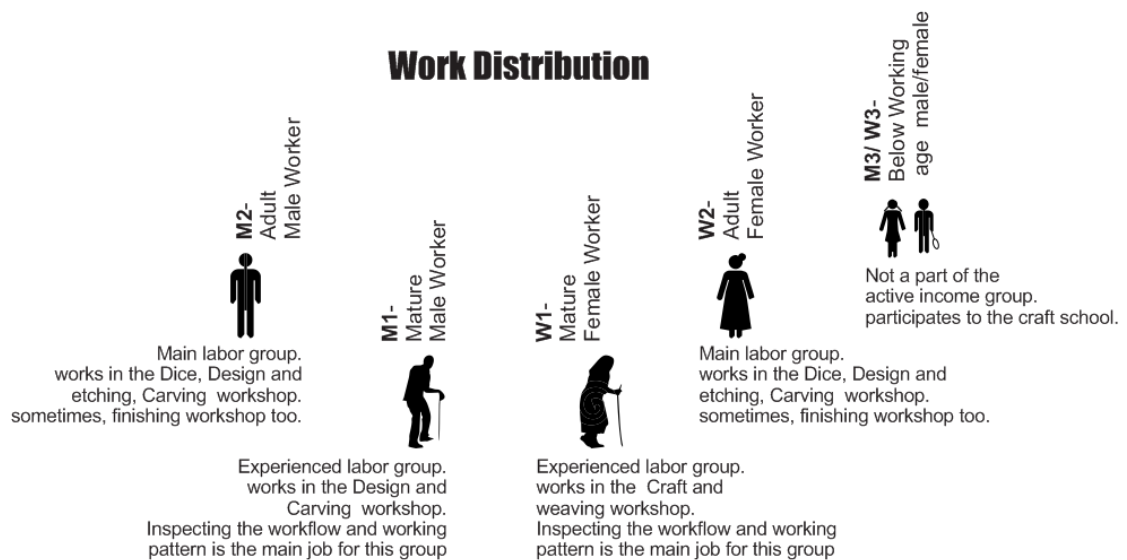 Work Distribution
M2-
Adult
Male Worker
Main labor group.
works in the Dice, Design and
etching, Carving workshop.
sometimes, finishing workshop too.
M1-
Mature
Male Worker
Experienced labor group.
works in the Design and
Carving workshop.
Inspecting the workflow and working
pattern is the main job for this group
W1-
Mature
Female Worker
Experienced labor group.
works in the Craft and
weaving workshop.
Inspecting the workflow and working
pattern is the main job for this group
W2-
Adult
Female Worker
Main labor group.
works in the Dice, Design and
etching, Carving workshop.
sometimes, finishing workshop too.
M3/ W3-
Below Working
age male/female
Not a part of the
active income group.
participates to the craft school.